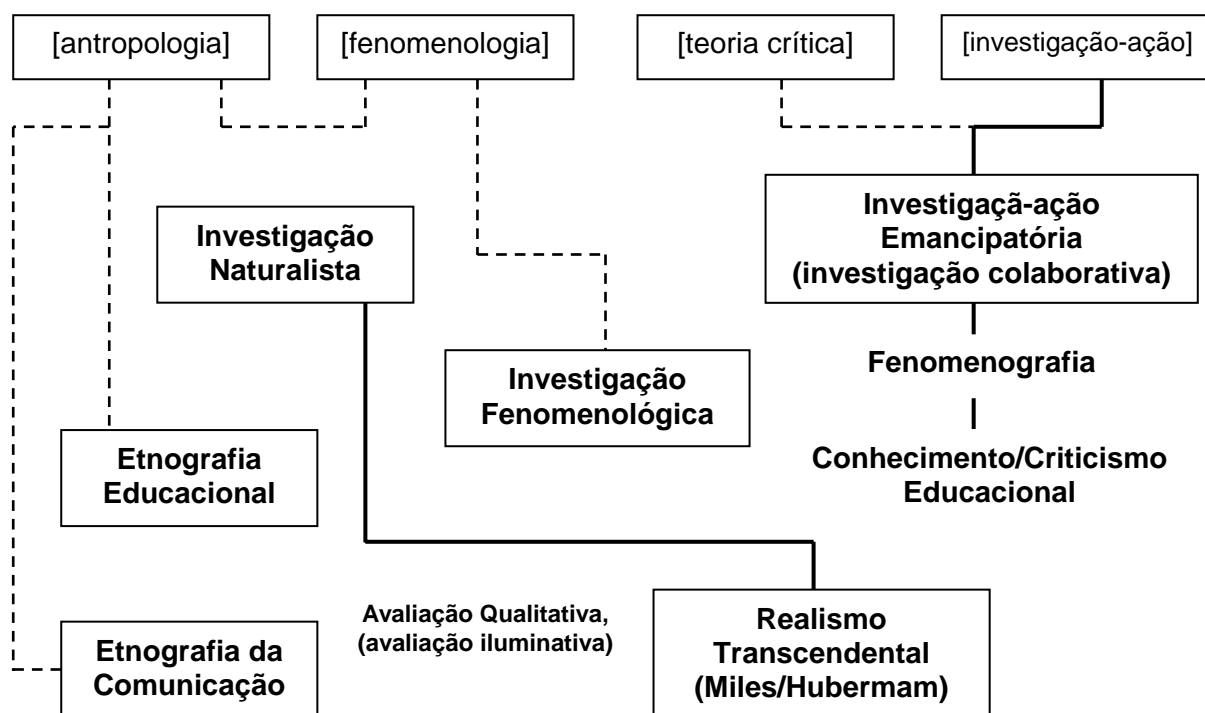 [antropologia]
[fenomenologia]
[teoria crítica]
[investigação-ação]
Investigaçã-ação
Emancipatória
(investigação colaborativa)
Investigação
Naturalista
Fenomenografia
Investigação
Fenomenológica
Etnografia
Educacional
Conhecimento/Criticismo
Educacional
Avaliação Qualitativa,
(avaliação iluminativa)
Realismo
Transcendental
(Miles/Hubermam)
Etnografia da
Comunicação